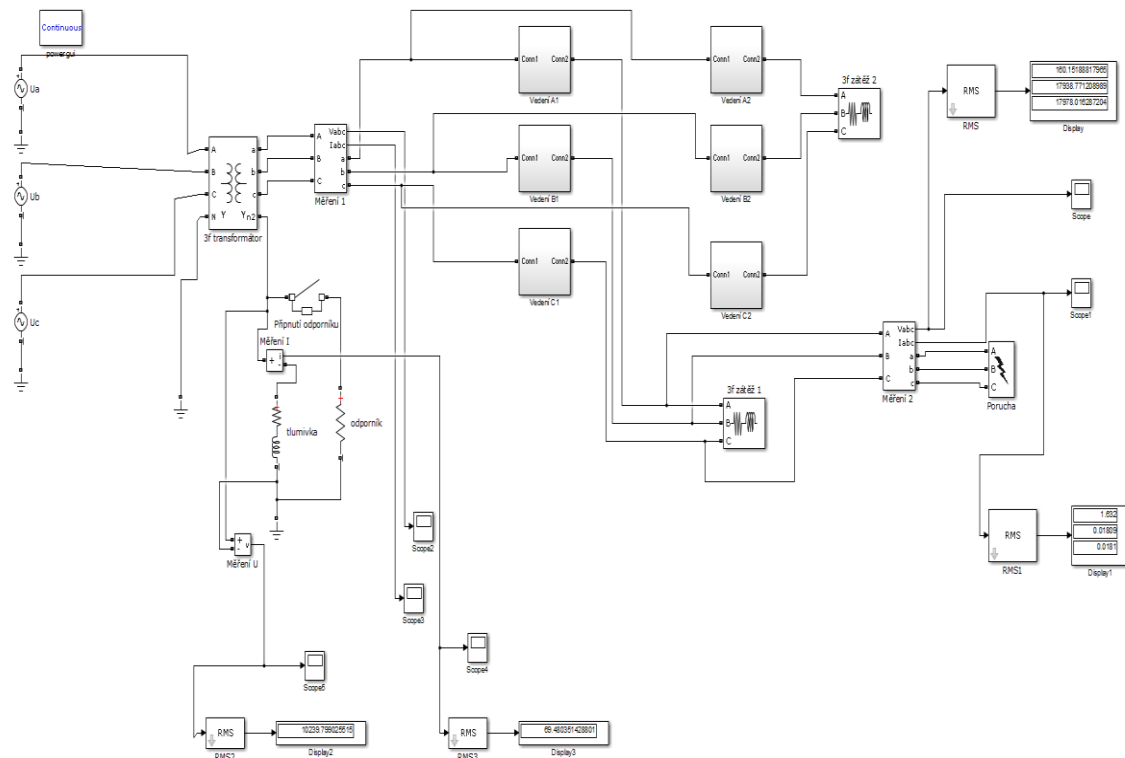 Continuous
powergui
Ua
Ub
Uc
A
B
C
N
a
b
c
Y
Yn2
3f transformátor
A
B
C
Vabc
Iabc
a
b
c
Měření 1
Conn1 Conn2
Vedení A1
Conn1 Conn2
Vedení A2
Conn1 Conn2
Vedení B1
Conn1 Conn2
Vedení B2
Conn1 Conn2
Vedení C1
Conn1 Conn2
Vedení C2
3f zátěž 2
A
B
C
RMS
RMS
160.15188817965
17938.771208989
17978.016287204
Display
Scope
Scope1
A
B
C
Vabc
Iabc
a
b
c
Měření 2
A
B
C
Porucha
3f zátěž 1
A
B
C
Připnutí odporníku
Měření I
+
-
i
tlumivka
+
odporník
+
-
v
Měření U
Scope2
Scope3
Scope4
Scope5
RMS
RMS1
1.632
0.01809
0.0181
Display1
RMS
RMS2
10239.799025515
Display2
RMS
RMS3
69.480351428801
Display3